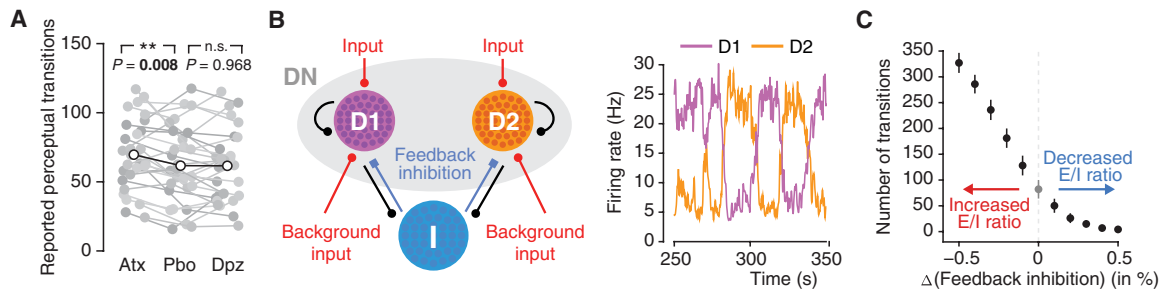 A
Reported perceptual transitions
150
100
50
0
**
P = 0.008
n.s.
P = 0.968
Atx Pbo Dpz
B
Input
Input
DN
D1
D2
Feedback
inhibition
Background
input
I
Background
input
D1 D2
Firing rate (Hz)
30
25
20
15
10
5
0
250 300 350
Time (s)
C
Number of transitions
350
300
250
200
150
100
50
0
Decreased
E/I ratio
Increased
E/I ratio
−0.5 0 0.5
Δ(Feedback inhibition) (in %)